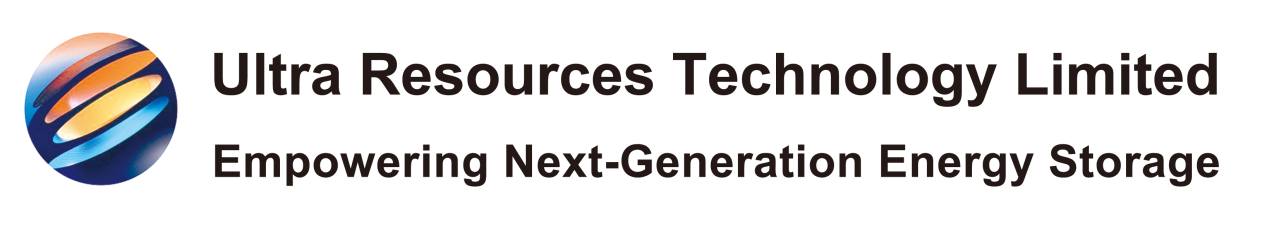 Ultra Resources Technology Limited
Empowering Next-Generation Energy Storage